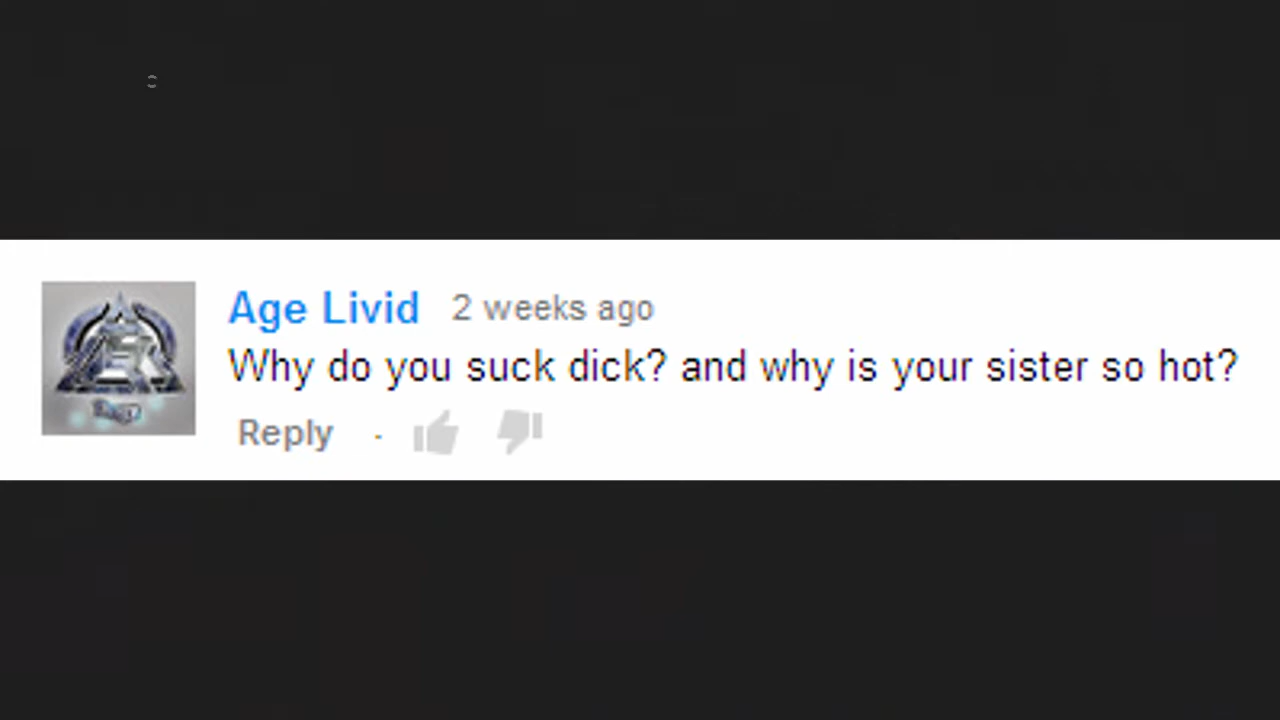 Age Livid 2 weeks ago
Why do you suck dick? and why is your sister so hot?
Reply